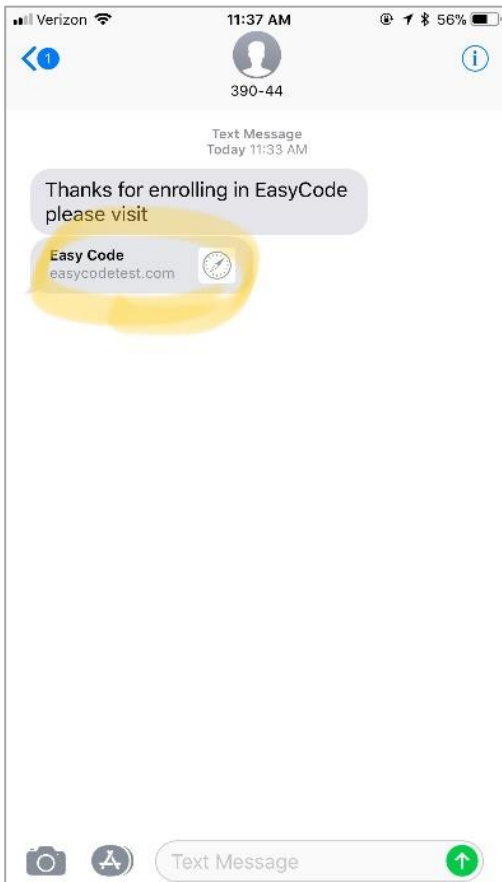 Verizon 11:37 AM 56%
1
390-44
Text Message
Today 11:33 AM
Thanks for enrolling in EasyCode
please visit
Easy Code
easycodetest.com
Text Message